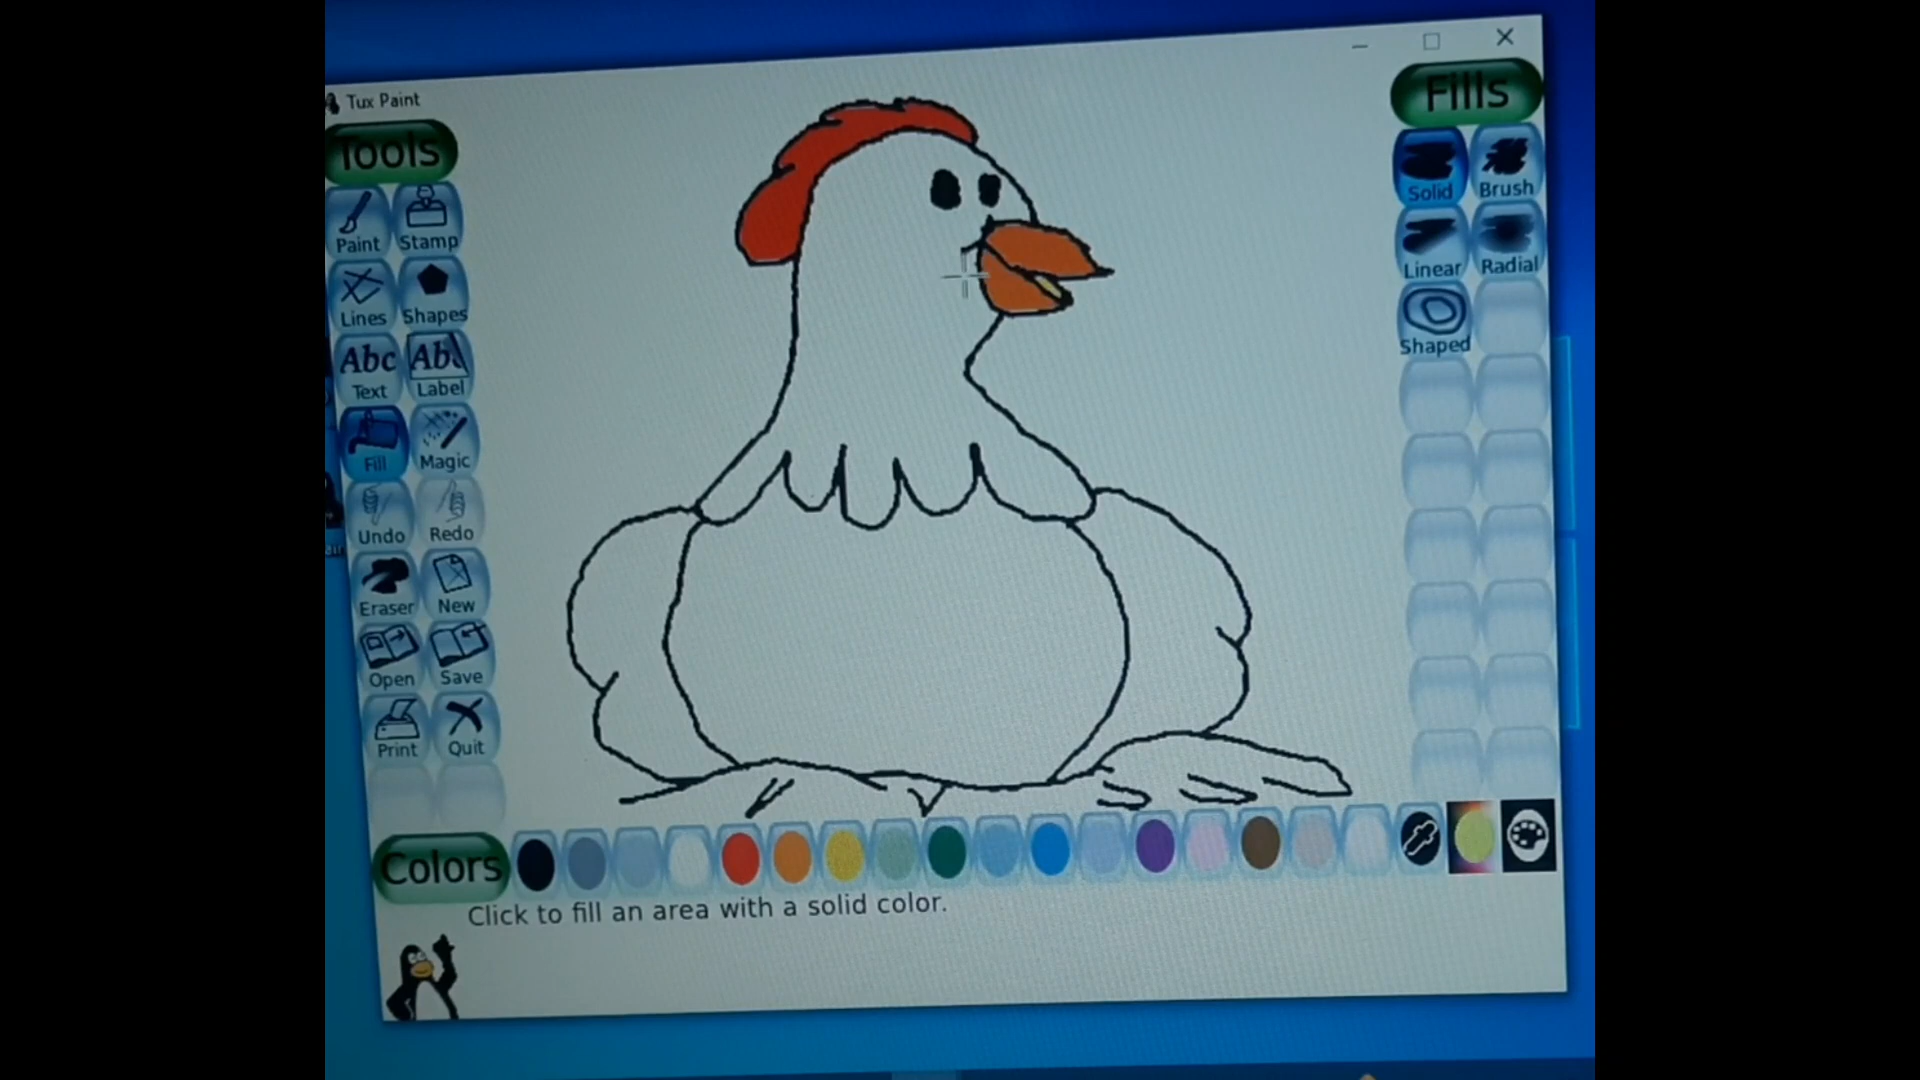 Tux Paint
Tools
Fills
Paint Stamp
Solid Brush
Lines Shapes
Linear Radial
Abc Abc
Text Label
Shaped
Fill Magic
Undo Redo
Eraser New
Open Save
Print Quit
Colors
Click to fill an area with a solid color.